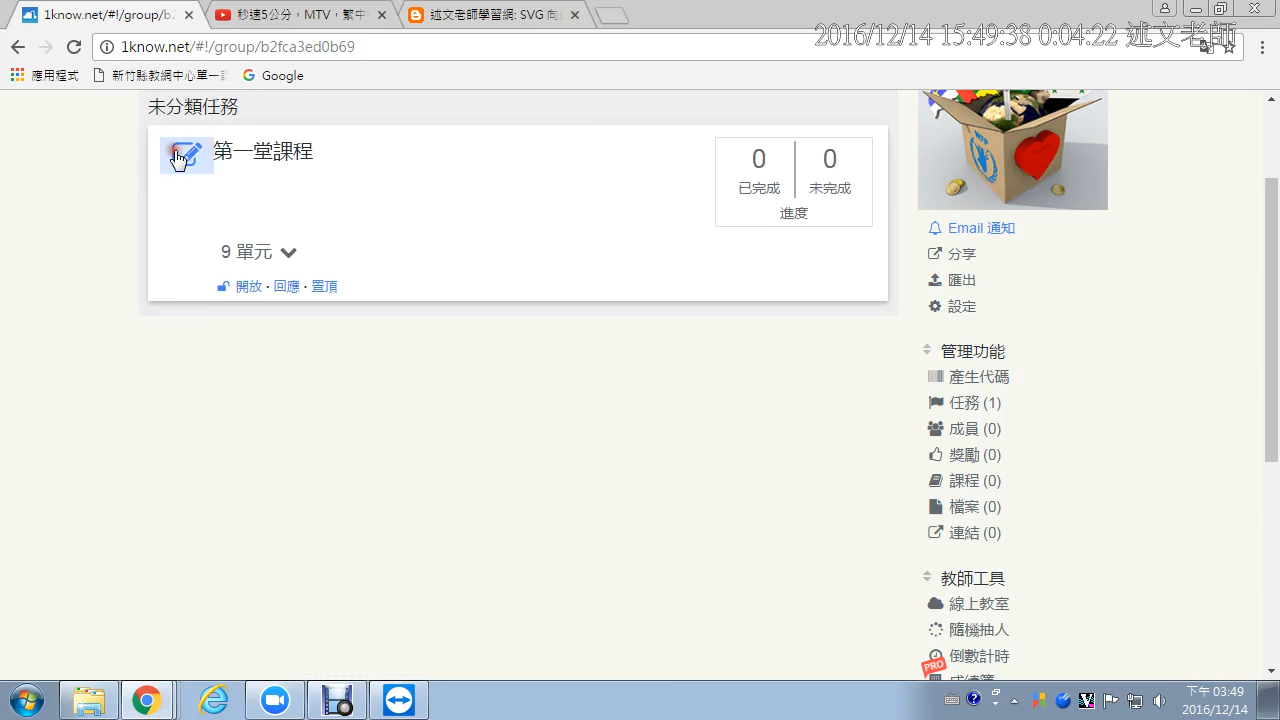 1know.net/#!/group/b2
秒速5公分，MTV，繁中
述文老師學習網: SVG 向
2016/12/14 15:49:38 0:04:22 述文老師
1know.net/#!/group/b2fca3ed0b69
應用程式
新竹縣教網中心單一
Google
未分類任務
第一堂課程
0
已完成
0
未完成
進度
9 單元
開放・回應・置頂
WFP
Email 通知
分享
匯出
設定
管理功能
產生代碼
任務 (1)
成員 (0)
獎勵 (0)
課程 (0)
檔案 (0)
連結 (0)
教師工具
線上教室
隨機抽人
倒數計時
PRO
下午 03:49
2016/12/14